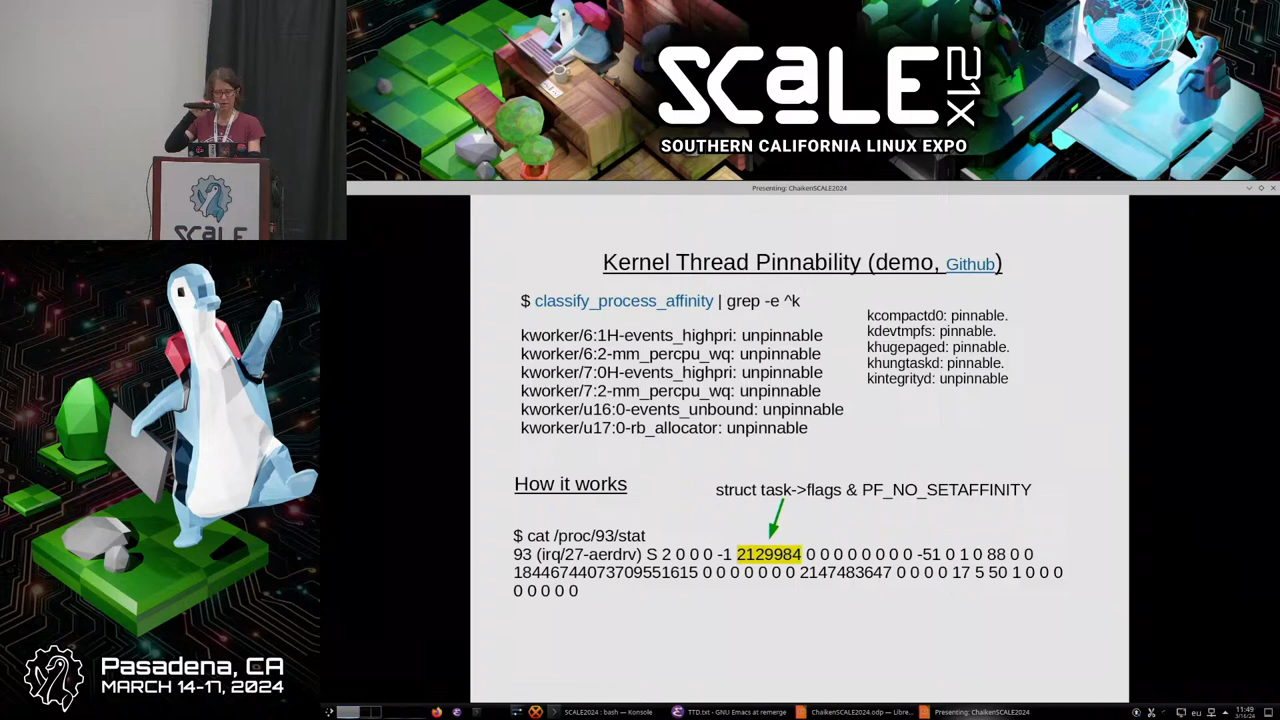 SCALE 21X
SOUTHERN CALIFORNIA LINUX EXPO
SCALE
Presenting: ChaikenSCALE2024
Kernel Thread Pinnability (demo, Github)
$ classify_process_affinity | grep -e ^k
kworker/6:1H-events_highpri: unpinnable
kworker/6:2-mm_percpu_wq: unpinnable
kworker/7:0H-events_highpri: unpinnable
kworker/7:2-mm_percpu_wq: unpinnable
kworker/u16:0-events_unbound: unpinnable
kworker/u17:0-rb_allocator: unpinnable
kcompactd0: pinnable.
kdevtmpfs: pinnable.
khugepaged: pinnable.
khungtaskd: pinnable.
kintegrityd: unpinnable
How it works
struct task->flags & PF_NO_SETAFFINITY
$ cat /proc/93/stat
93 (irq/27-aerdrv) S 2 0 0 0 -1 2129984 0 0 0 0 0 0 0 0 -51 0 1 0 88 0 0
18446744073709551615 0 0 0 0 0 0 0 2147483647 0 0 0 0 17 5 50 1 0 0 0
0 0 0 0 0
Pasadena, CA
MARCH 14-17, 2024
SCALE2024 : bash — Konsole
TTD.txt - GNU Emacs at remerge
ChaikenSCALE2024.odp — Libre...
Presenting: ChaikenSCALE2024
eu
11:49
3/16/24